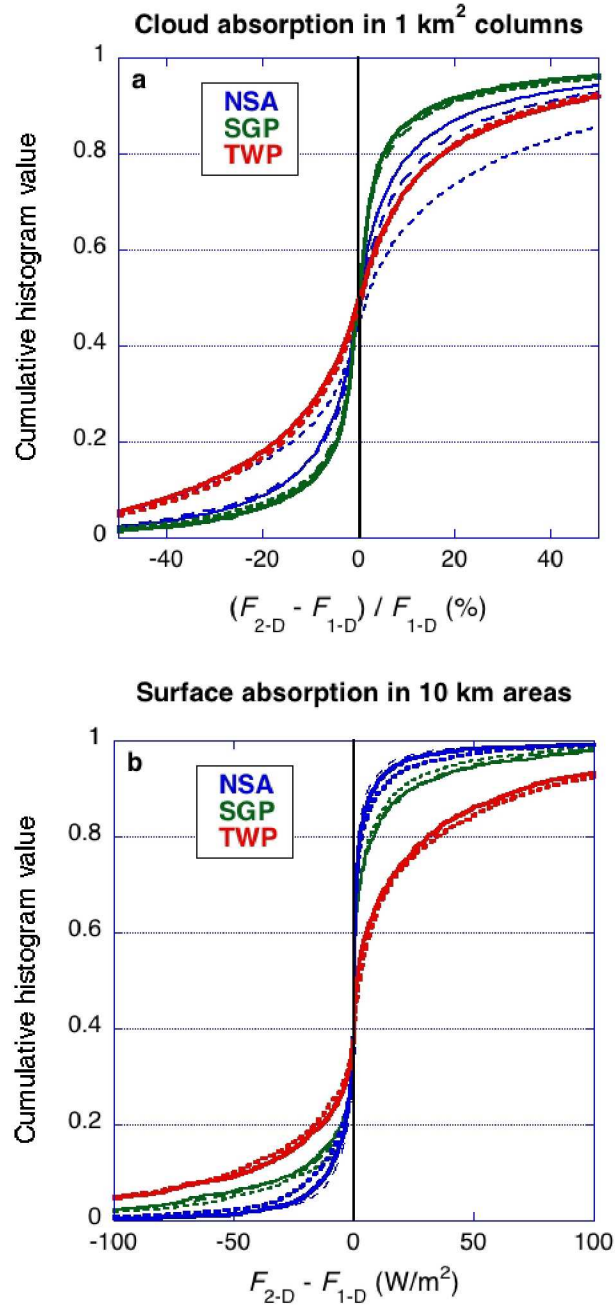 Cloud absorption in 1 km² columns
a
NSA
SGP
TWP
Cumulative histogram value
1
0.8
0.6
0.4
0.2
0
-40
-20
0
20
40
(F2-D - F1-D) / F1-D (%)
Surface absorption in 10 km areas
b
NSA
SGP
TWP
Cumulative histogram value
1
0.8
0.6
0.4
0.2
0
-100
-50
0
50
100
F2-D - F1-D (W/m²)